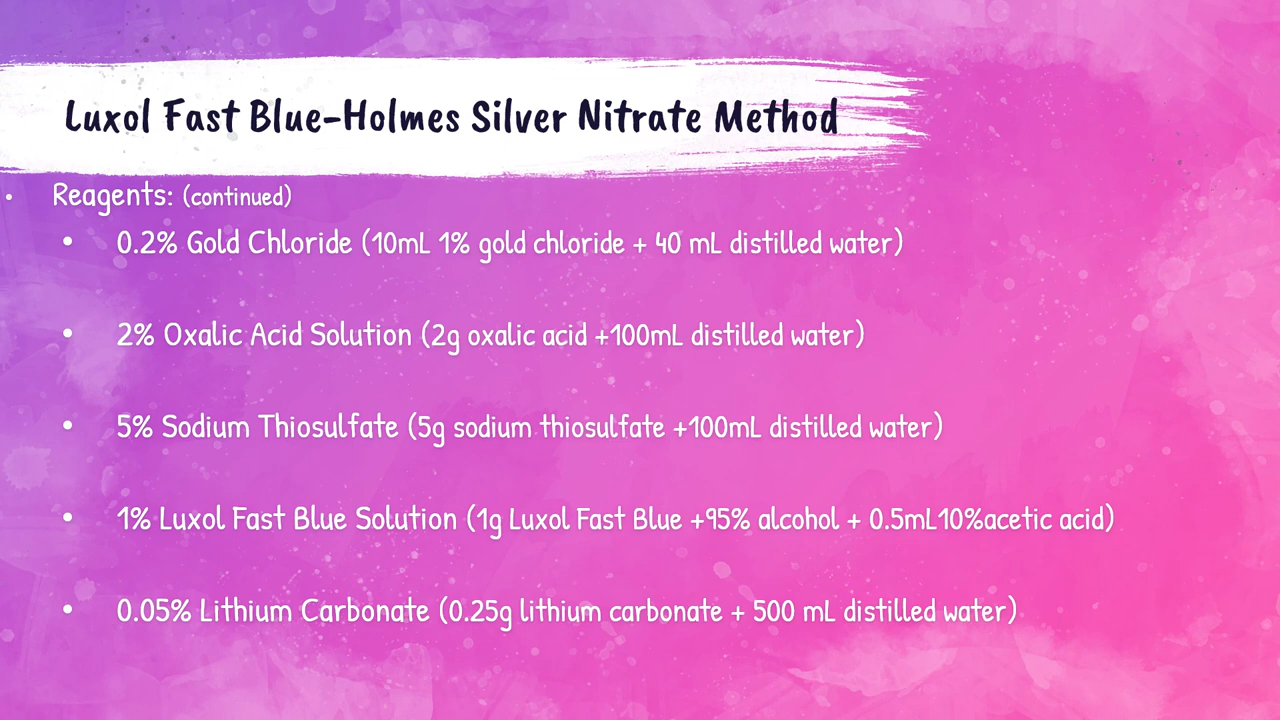 Luxol Fast Blue-Holmes Silver Nitrate Method
• Reagents: (continued)
• 0.2% Gold Chloride (10mL 1% gold chloride + 40 mL distilled water)
• 2% Oxalic Acid Solution (2g oxalic acid +100mL distilled water)
• 5% Sodium Thiosulfate (5g sodium thiosulfate +100mL distilled water)
• 1% Luxol Fast Blue Solution (1g Luxol Fast Blue +95% alcohol + 0.5mL10%acetic acid)
• 0.05% Lithium Carbonate (0.25g lithium carbonate + 500 mL distilled water)